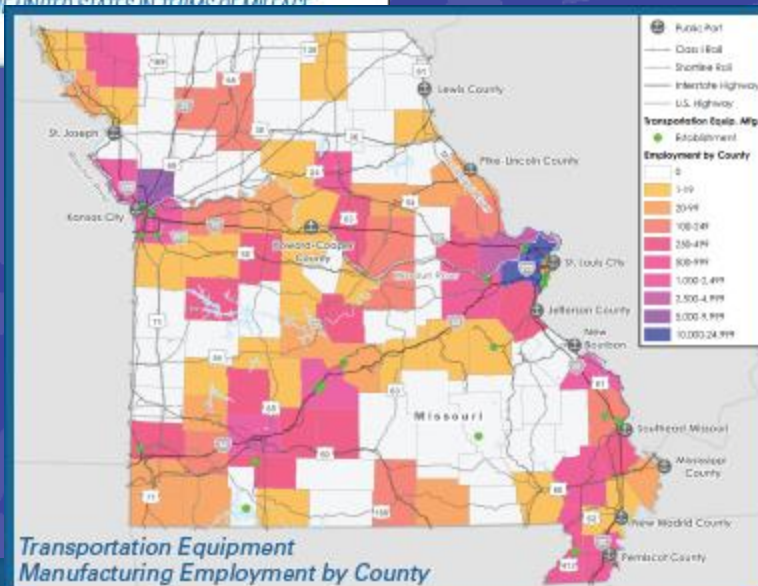 Public Port
Class I Rail
Shortline Rail
Interstate Highway
U.S. Highway
Transportation Equip. Mfg
Establishment
Employment by County
0
1-19
20-99
100-249
250-499
500-999
1,000-2,499
2,500-4,999
5,000-9,999
10,000-24,999
Lewis County
St. Joseph
Pike-Lincoln County
Kansas City
Howard-Cooper
County
Missouri River
St. Louis City
Jefferson County
New
Bourbon
Missouri
Southeast Missouri
Mississippi
County
New Madrid County
Pemiscot County
Transportation Equipment
Manufacturing Employment by County